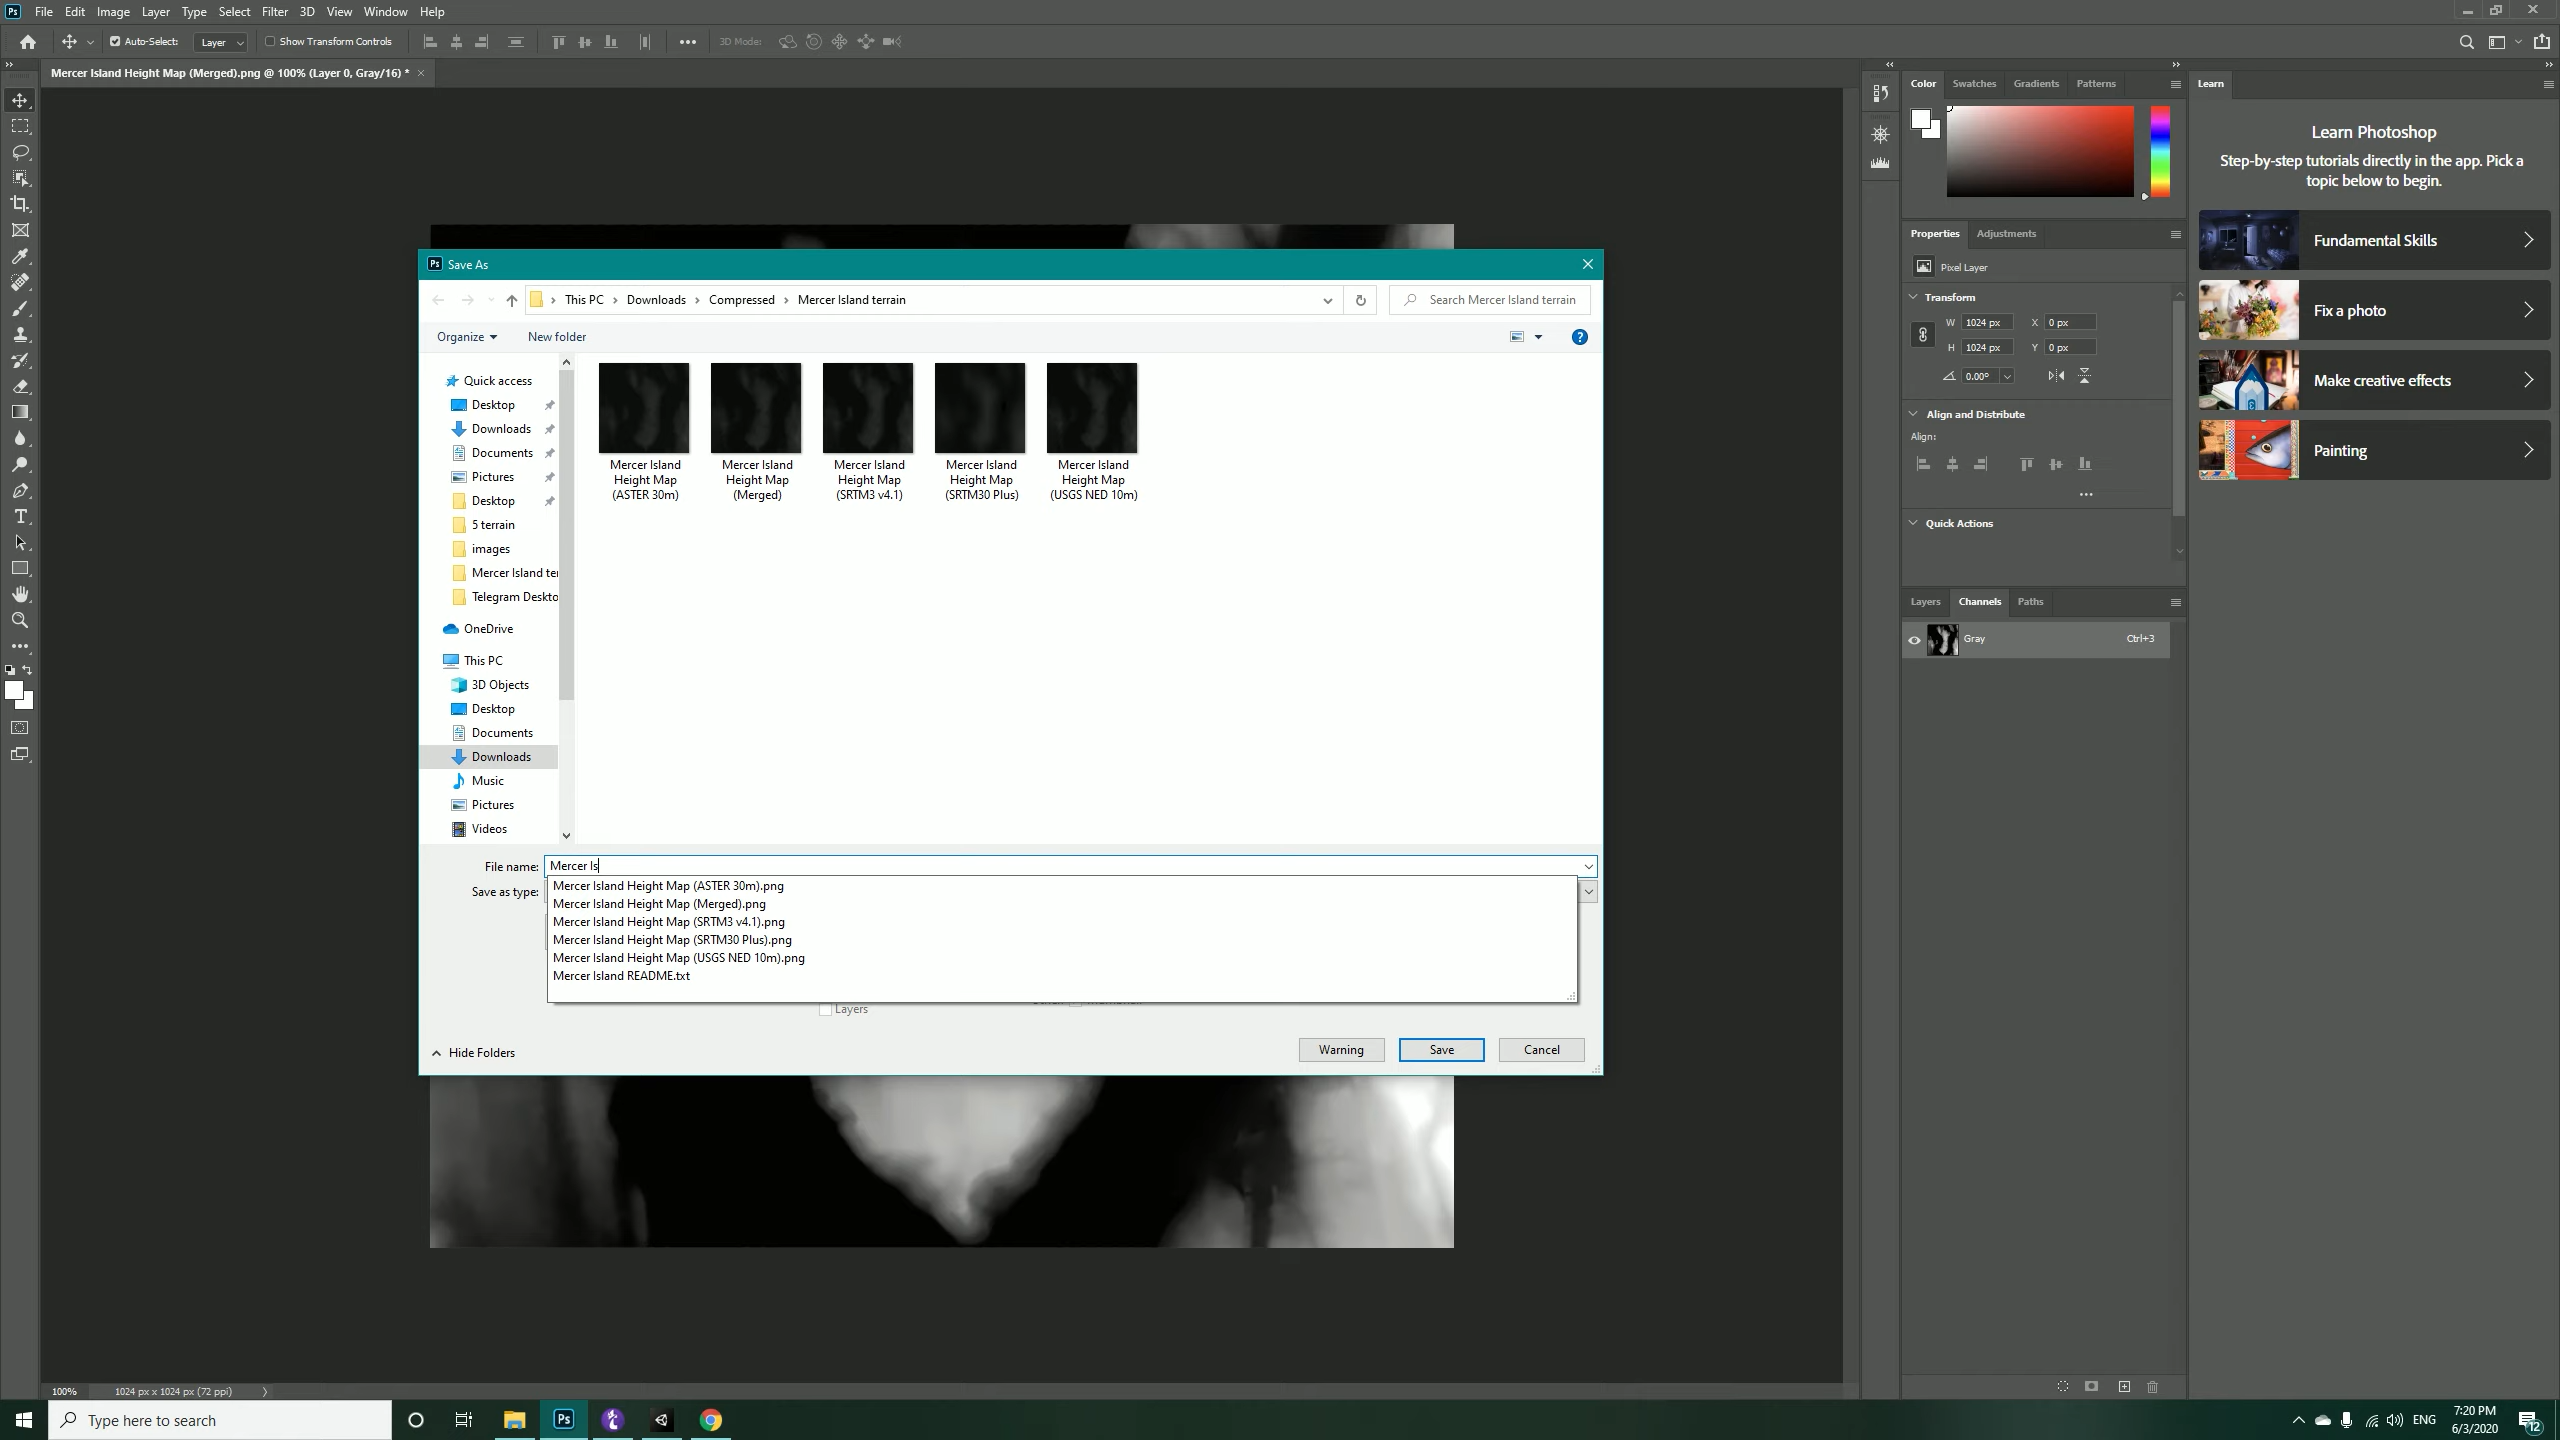 Ps File Edit Image Layer Type Select Filter 3D View Window Help
Auto-Select: Layer Show Transform Controls 3D Mode:
Mercer Island Height Map (Merged).png @ 100% (Layer 0, Gray/16) *
Save As
This PC Downloads Compressed Mercer Island terrain
Search Mercer Island terrain
Organize New folder
Quick access
Desktop
Downloads
Documents
Pictures
Desktop
5 terrain
images
Mercer Island ter
Telegram Deskto
OneDrive
This PC
3D Objects
Desktop
Documents
Downloads
Music
Pictures
Videos
Mercer Island
Height Map
(ASTER 30m)
Mercer Island
Height Map
(Merged)
Mercer Island
Height Map
(SRTM3 v4.1)
Mercer Island
Height Map
(SRTM30 Plus)
Mercer Island
Height Map
(USGS NED 10m)
File name: Mercer Is
Save as type:
Mercer Island Height Map (ASTER 30m).png
Mercer Island Height Map (Merged).png
Mercer Island Height Map (SRTM3 v4.1).png
Mercer Island Height Map (SRTM30 Plus).png
Mercer Island Height Map (USGS NED 10m).png
Mercer Island README.txt
Layers
Hide Folders
Warning Save Cancel
Color Swatches Gradients Patterns
Properties Adjustments
Pixel Layer
Transform
W 1024 px X 0 px
H 1024 px Y 0 px
0.00°
Align and Distribute
Align:
Quick Actions
Layers Channels Paths
Gray Ctrl+3
Learn
Learn Photoshop
Step-by-step tutorials directly in the app. Pick a
topic below to begin.
Fundamental Skills
Fix a photo
Make creative effects
Painting
100% 1024 px x 1024 px (72 ppi)
Type here to search
Ps
ENG
7:20 PM
6/3/2020
12